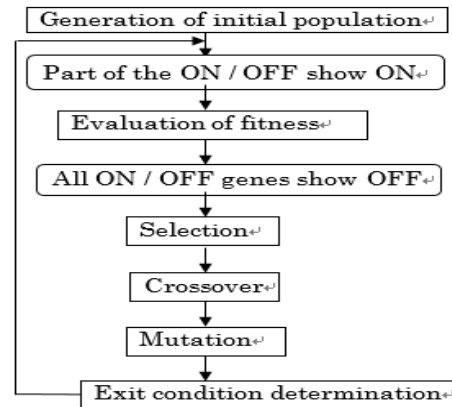 Generation of initial population↵
Part of the ON / OFF show ON↵
Evaluation of fitness↵
All ON / OFF genes show OFF↵
Selection↵
Crossover↵
Mutation↵
Exit condition determination↵